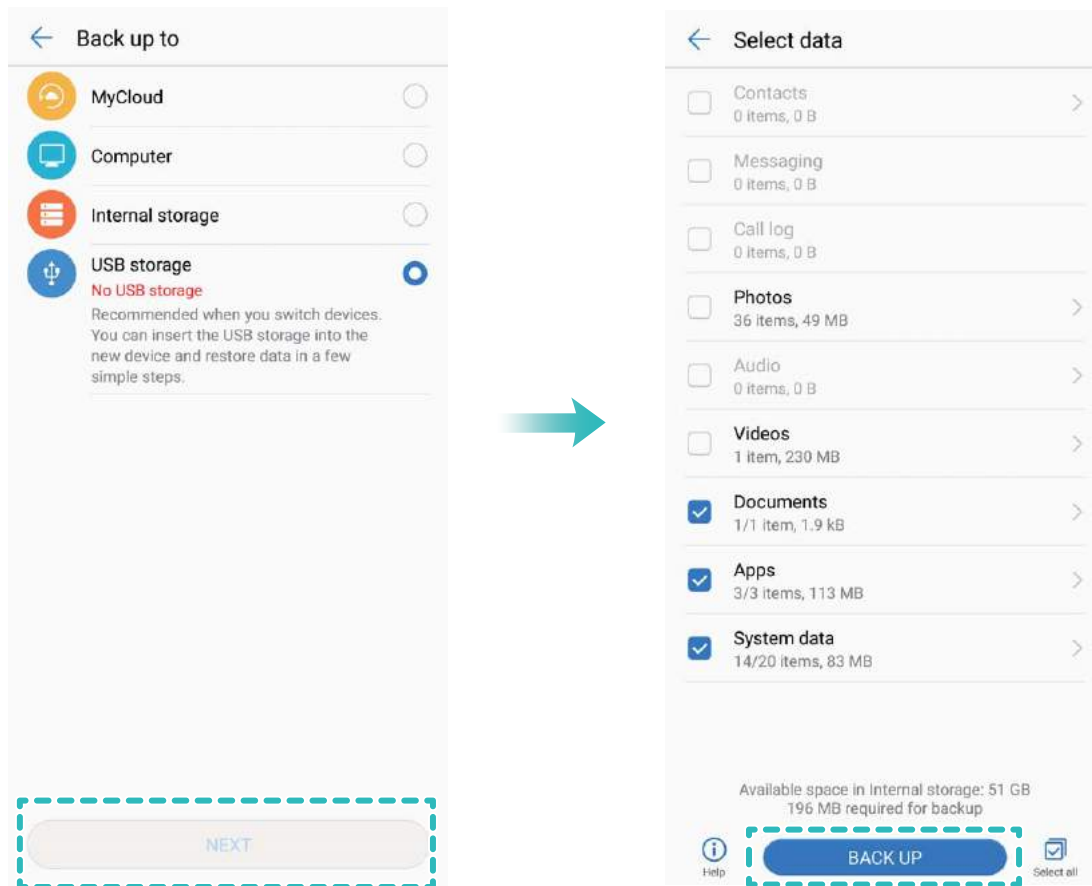 Back up to
MyCloud
Computer
Internal storage
USB storage
No USB storage
Recommended when you switch devices.
You can insert the USB storage into the
new device and restore data in a few
simple steps.
NEXT
Select data
Contacts
0 items, 0 B
Messaging
0 items, 0 B
Call log
0 items, 0 B
Photos
36 items, 49 MB
Audio
0 items, 0 B
Videos
1 item, 230 MB
Documents
1/1 item, 1.9 kB
Apps
3/3 items, 113 MB
System data
14/20 items, 83 MB
Available space in Internal storage: 51 GB
196 MB required for backup
Help
BACK UP
Select all